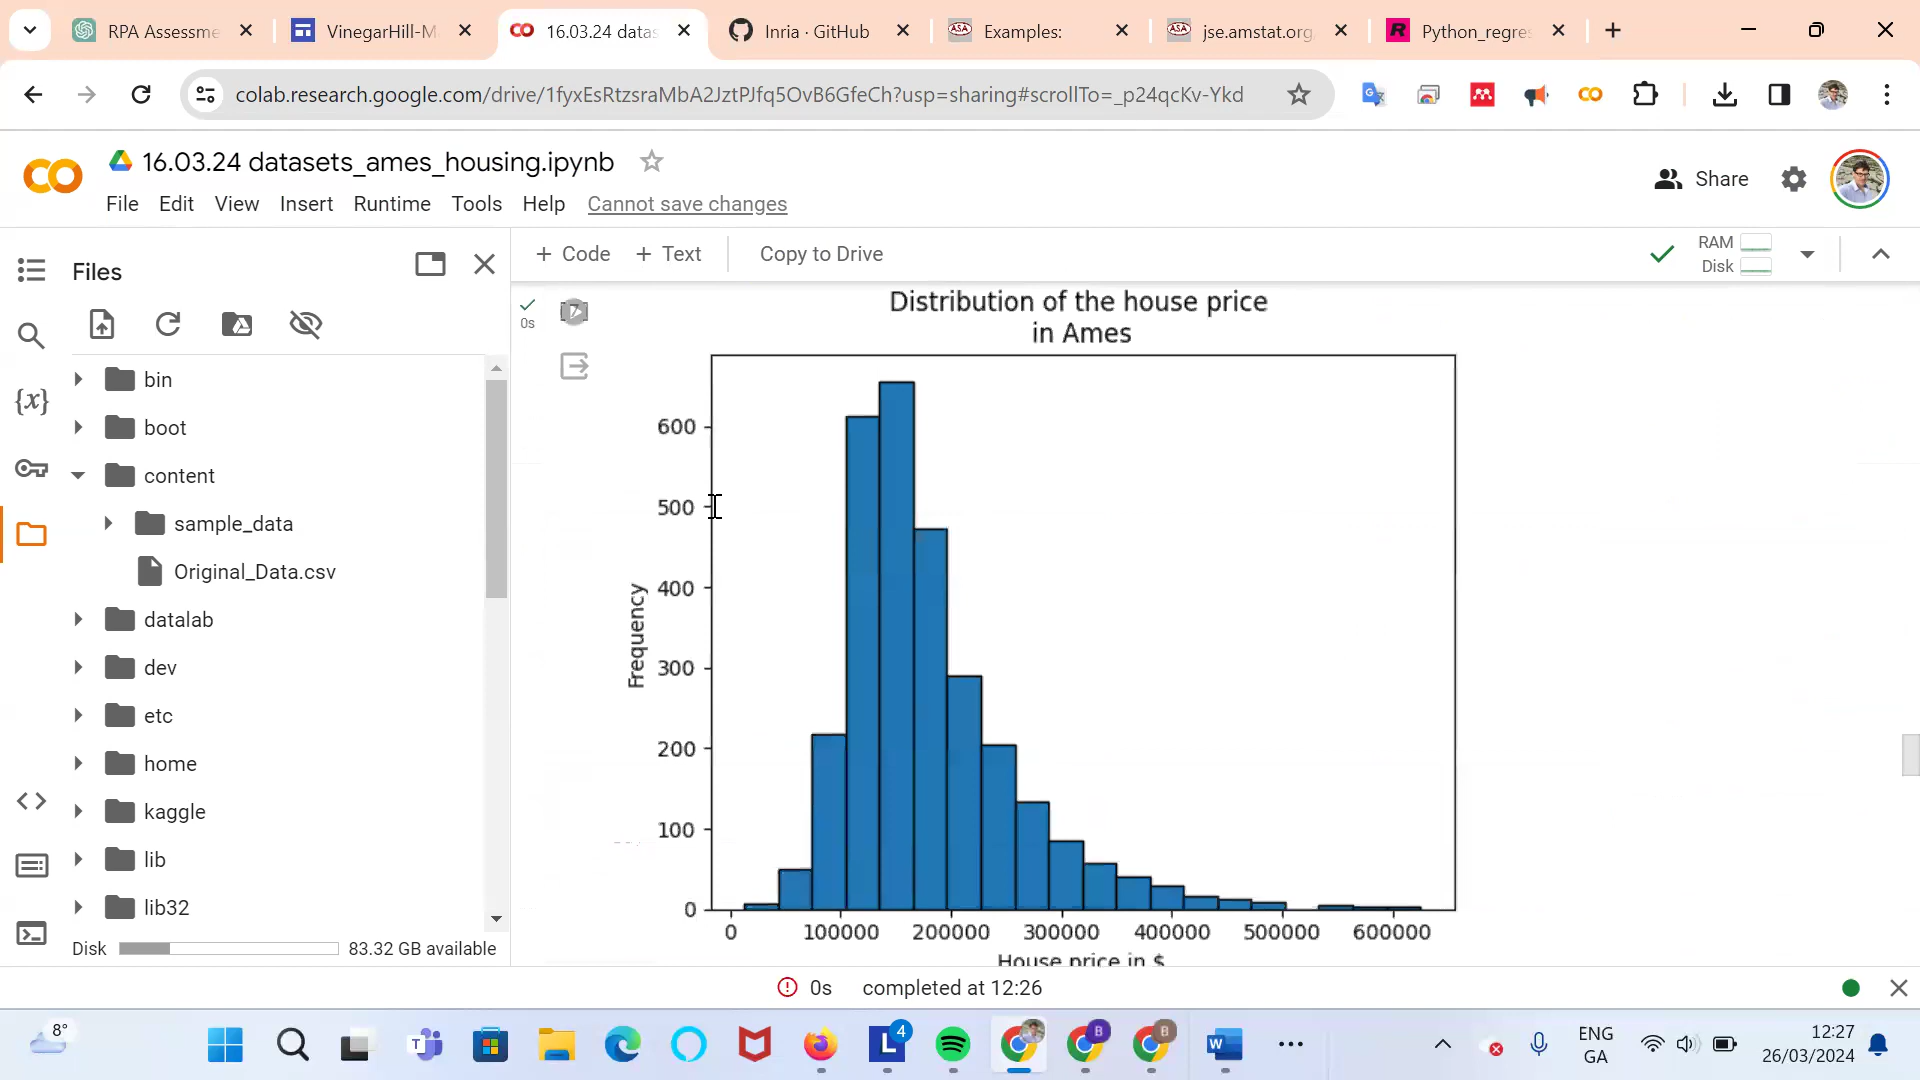 RPA Assessme
VinegarHill-M
16.03.24 datas
Inria · GitHub
Examples:
jse.amstat.org
Python_regres
colab.research.google.com/drive/1fyxEsRtzsraMbA2JztPJfq5OvB6GfeCh?usp=sharing#scrollTo=_p24qcKv-Ykd
16.03.24 datasets_ames_housing.ipynb
Share
File Edit View Insert Runtime Tools Help Cannot save changes
+ Code + Text Copy to Drive
RAM
Disk
Files
bin
boot
content
sample_data
Original_Data.csv
datalab
dev
etc
home
kaggle
lib
lib32
Disk 83.32 GB available
{x}
0s
Distribution of the house price
in Ames
Frequency
600
500
400
300
200
100
0
0 100000 200000 300000 400000 500000 600000
House price in $
0s completed at 12:26
8°
4
B
B
ENG
GA
12:27
26/03/2024